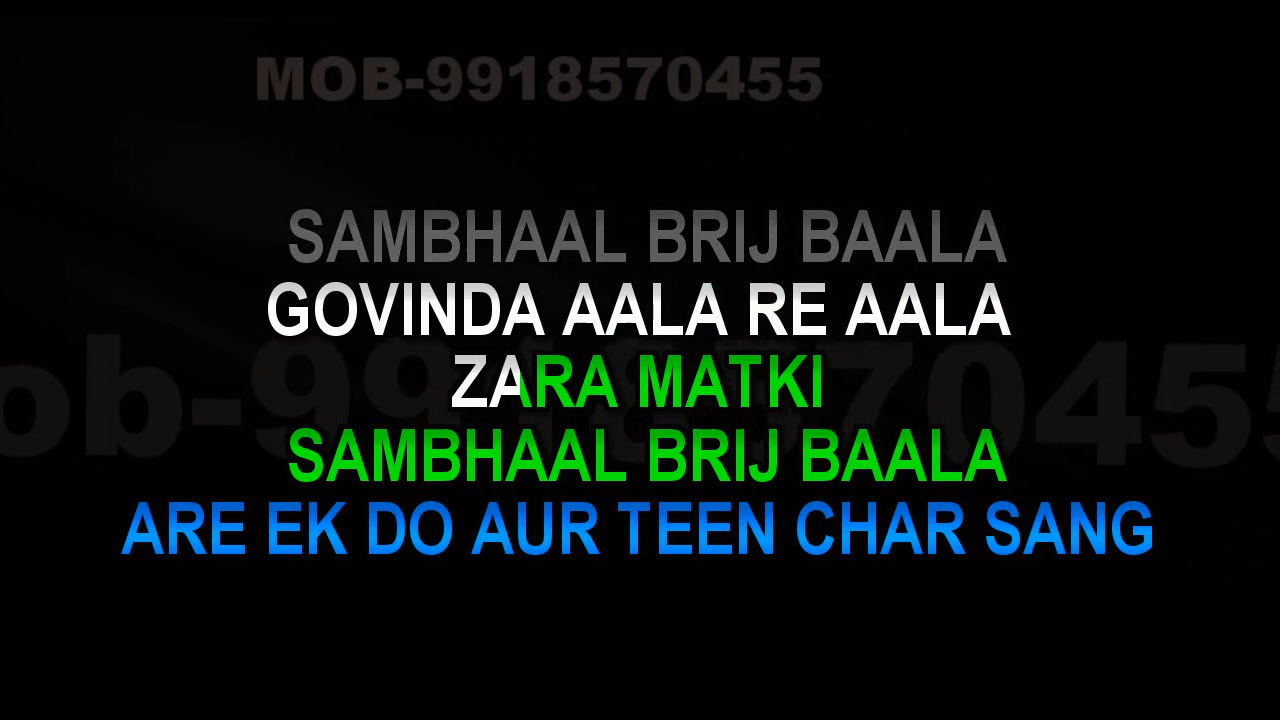 MOB-9918570455
SAMBHAAL BRIJ BAALA
GOVINDA AALA RE AALA
ZARA MATKI
SAMBHAAL BRIJ BAALA
ARE EK DO AUR TEEN CHAR SANG